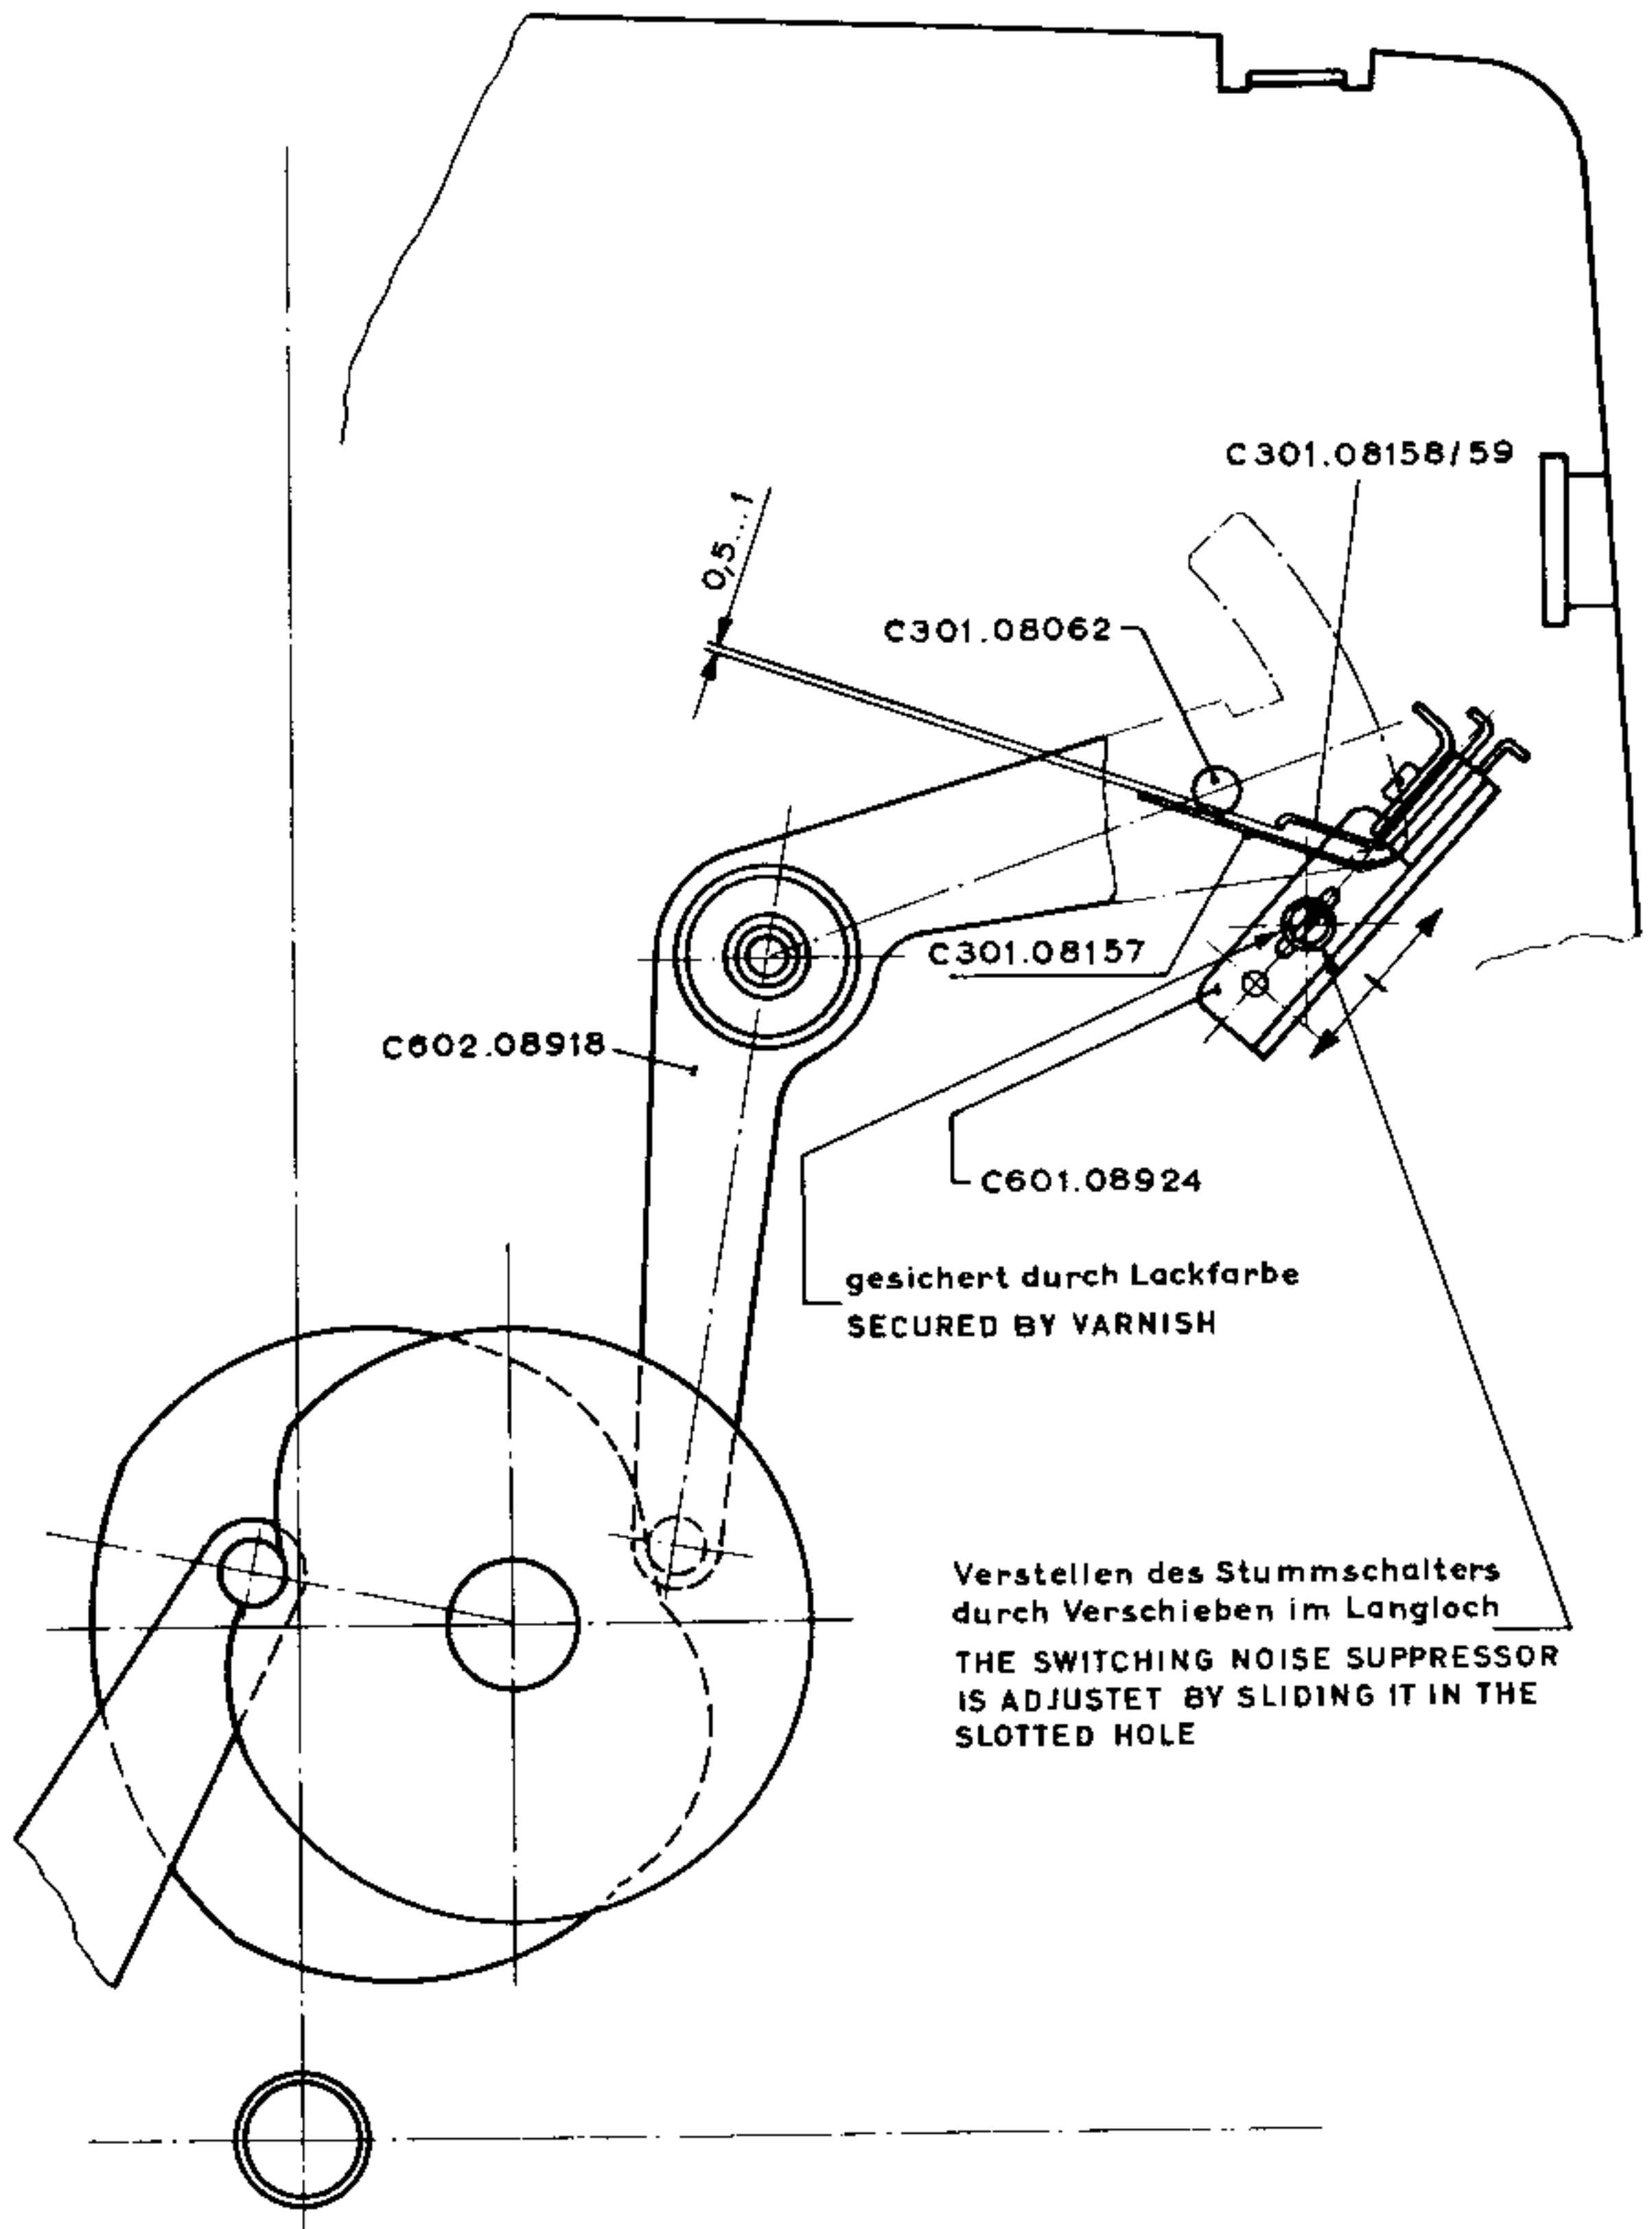 C301.08158/59
0,5...1
C301.08062
C301.08157
C602.08918
C601.08924
gesichert durch Lackfarbe
SECURED BY VARNISH
Verstellen des Stummschalters
durch Verschieben im Langloch
THE SWITCHING NOISE SUPPRESSOR
IS ADJUSTET BY SLIDING IT IN THE
SLOTTED HOLE